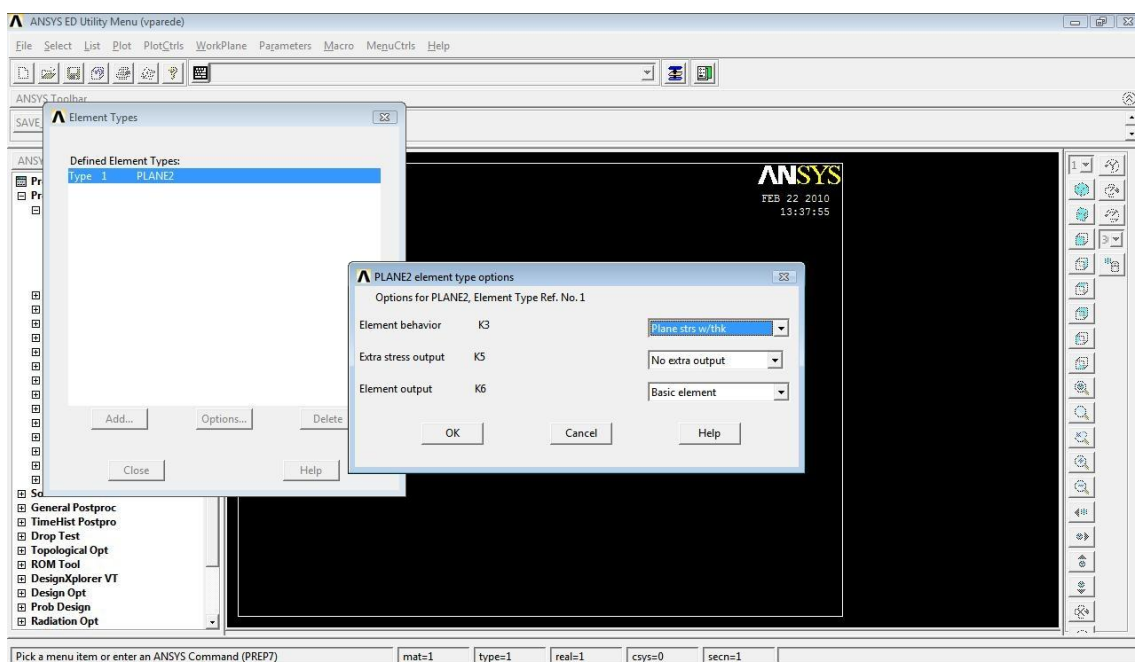 ANSYS ED Utility Menu (vparede)
File Select List Plot PlotCtrls WorkPlane Parameters Macro MenuCtrls Help
ANSYS Toolbar
SAVE
Element Types
Defined Element Types:
Type 1 PLANE2
Add... Options... Delete
Close Help
ANSYS
FEB 22 2010
13:37:55
1
3
PLANE2 element type options
Options for PLANE2, Element Type Ref. No. 1
Element behavior K3 Plane strs w/thk
Extra stress output K5 No extra output
Element output K6 Basic element
OK Cancel Help
General Postproc
TimeHist Postpro
Drop Test
Topological Opt
ROM Tool
DesignXplorer VT
Design Opt
Prob Design
Radiation Opt
Pick a menu item or enter an ANSYS Command (PREP7) mat=1 type=1 real=1 csys=0 secn=1